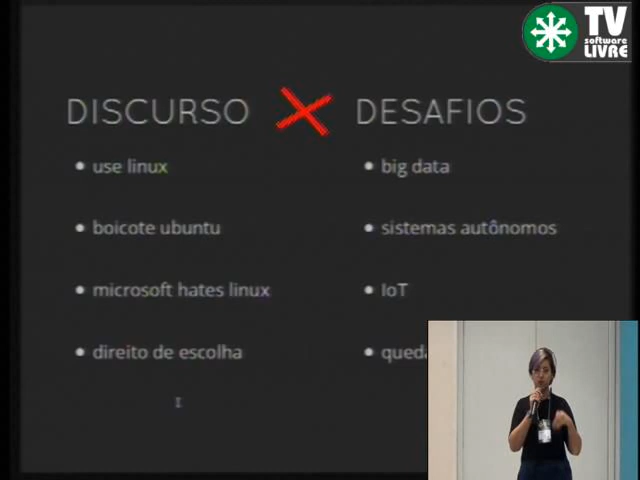 TV
software
LIVRE
DISCURSO X DESAFIOS
use linux
boicote ubuntu
microsoft hates linux
direito de escolha
big data
sistemas autônomos
IoT